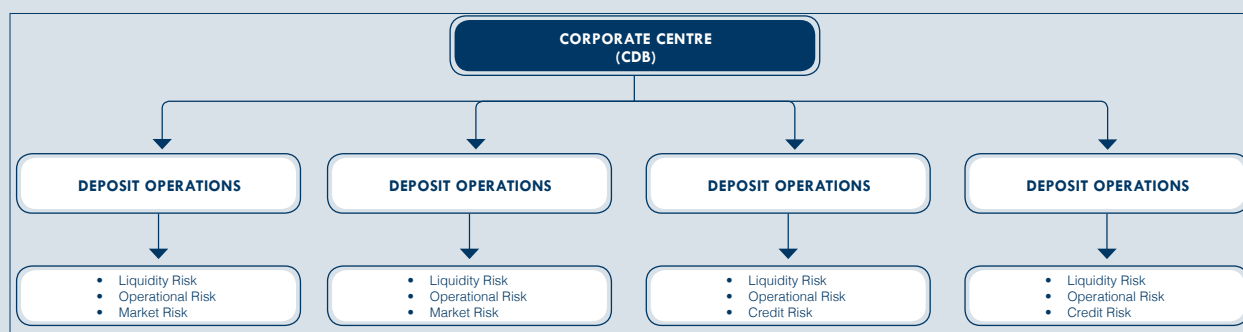 CORPORATE CENTRE
(CDB)
DEPOSIT OPERATIONS
DEPOSIT OPERATIONS
DEPOSIT OPERATIONS
DEPOSIT OPERATIONS
• Liquidity Risk
• Operational Risk
• Market Risk
• Liquidity Risk
• Operational Risk
• Market Risk
• Liquidity Risk
• Operational Risk
• Credit Risk
• Liquidity Risk
• Operational Risk
• Credit Risk